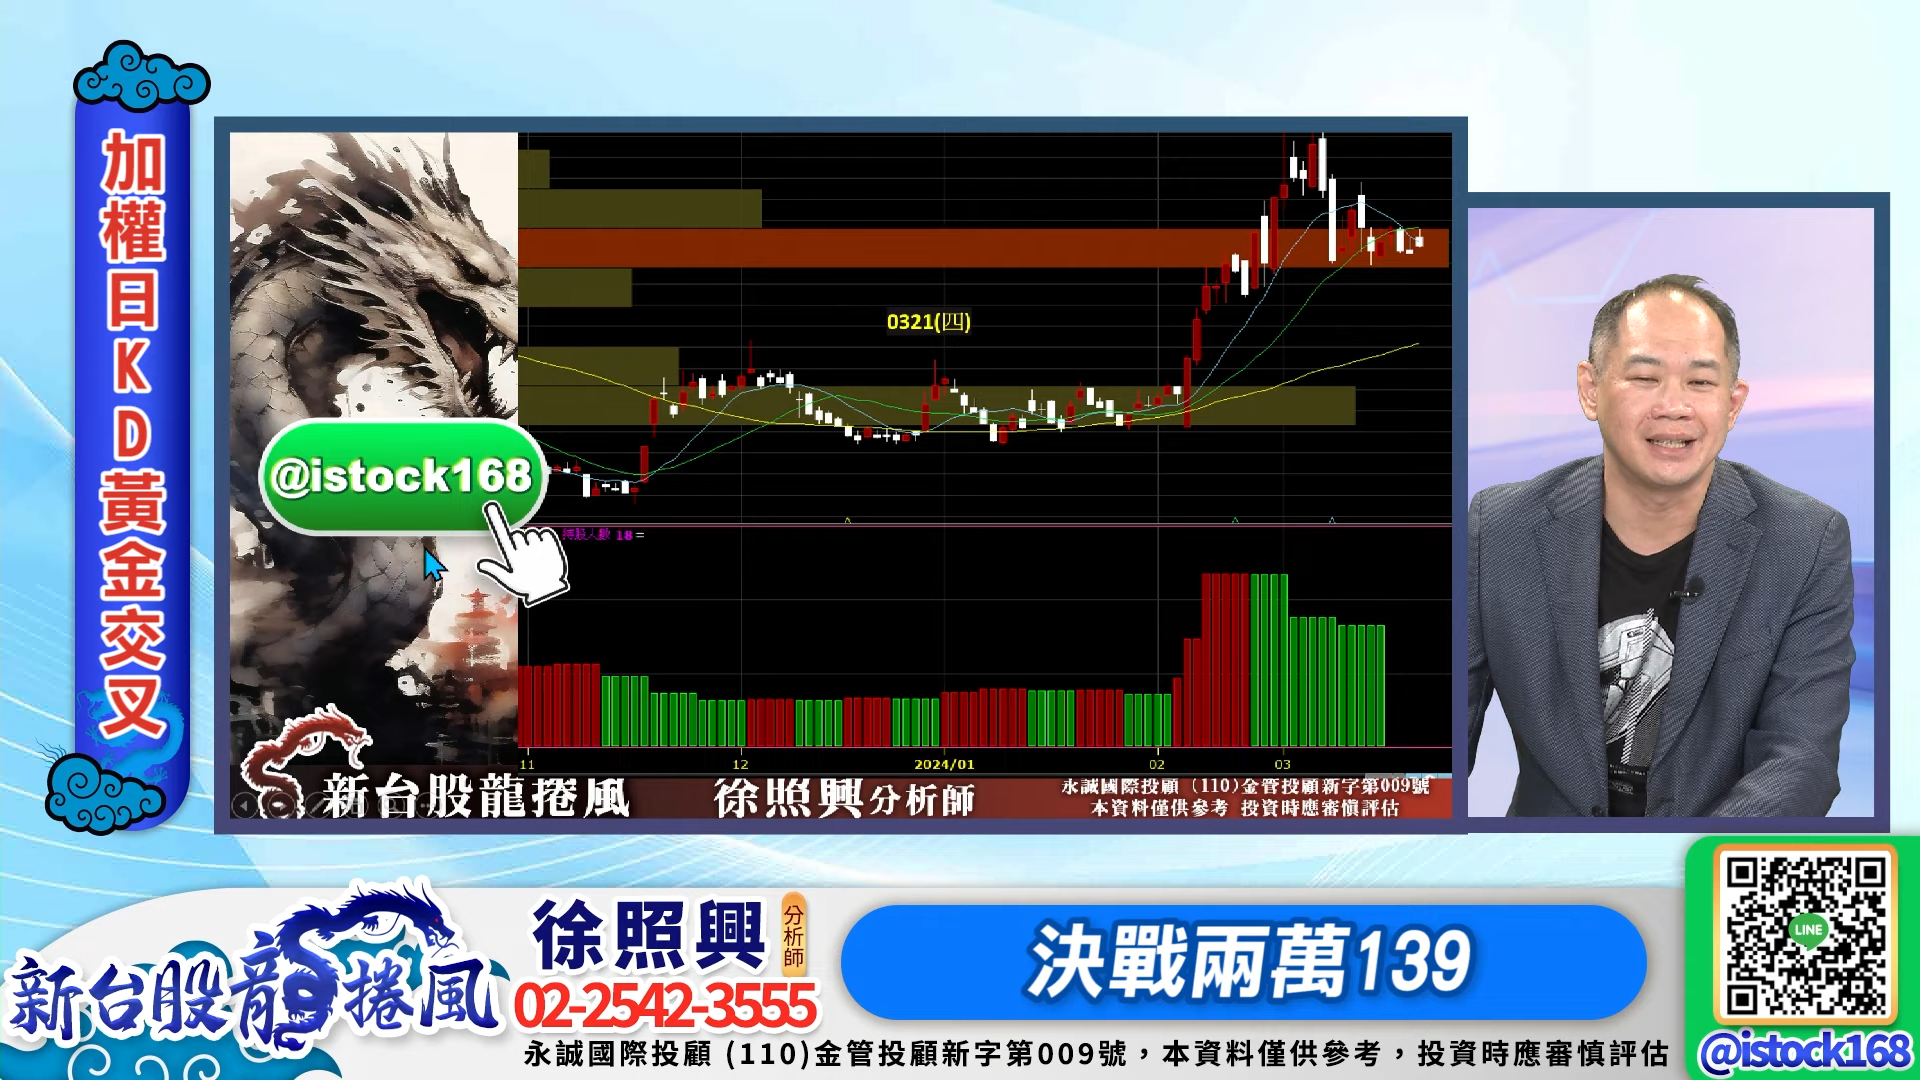 加權日KD黃金交叉
0321(四)
@istock168
持股人數 18=
11
12
2024/01
02
03
新台股龍捲風
徐照興分析師
永誠國際投顧 (110)金管投顧新字第009號
本資料僅供參考 投資時應審慎評估
新台股龍捲風
徐照興
分析師
02-2542-3555
決戰兩萬139
LINE
@istock168
永誠國際投顧 (110)金管投顧新字第009號，本資料僅供參考，投資時應審慎評估